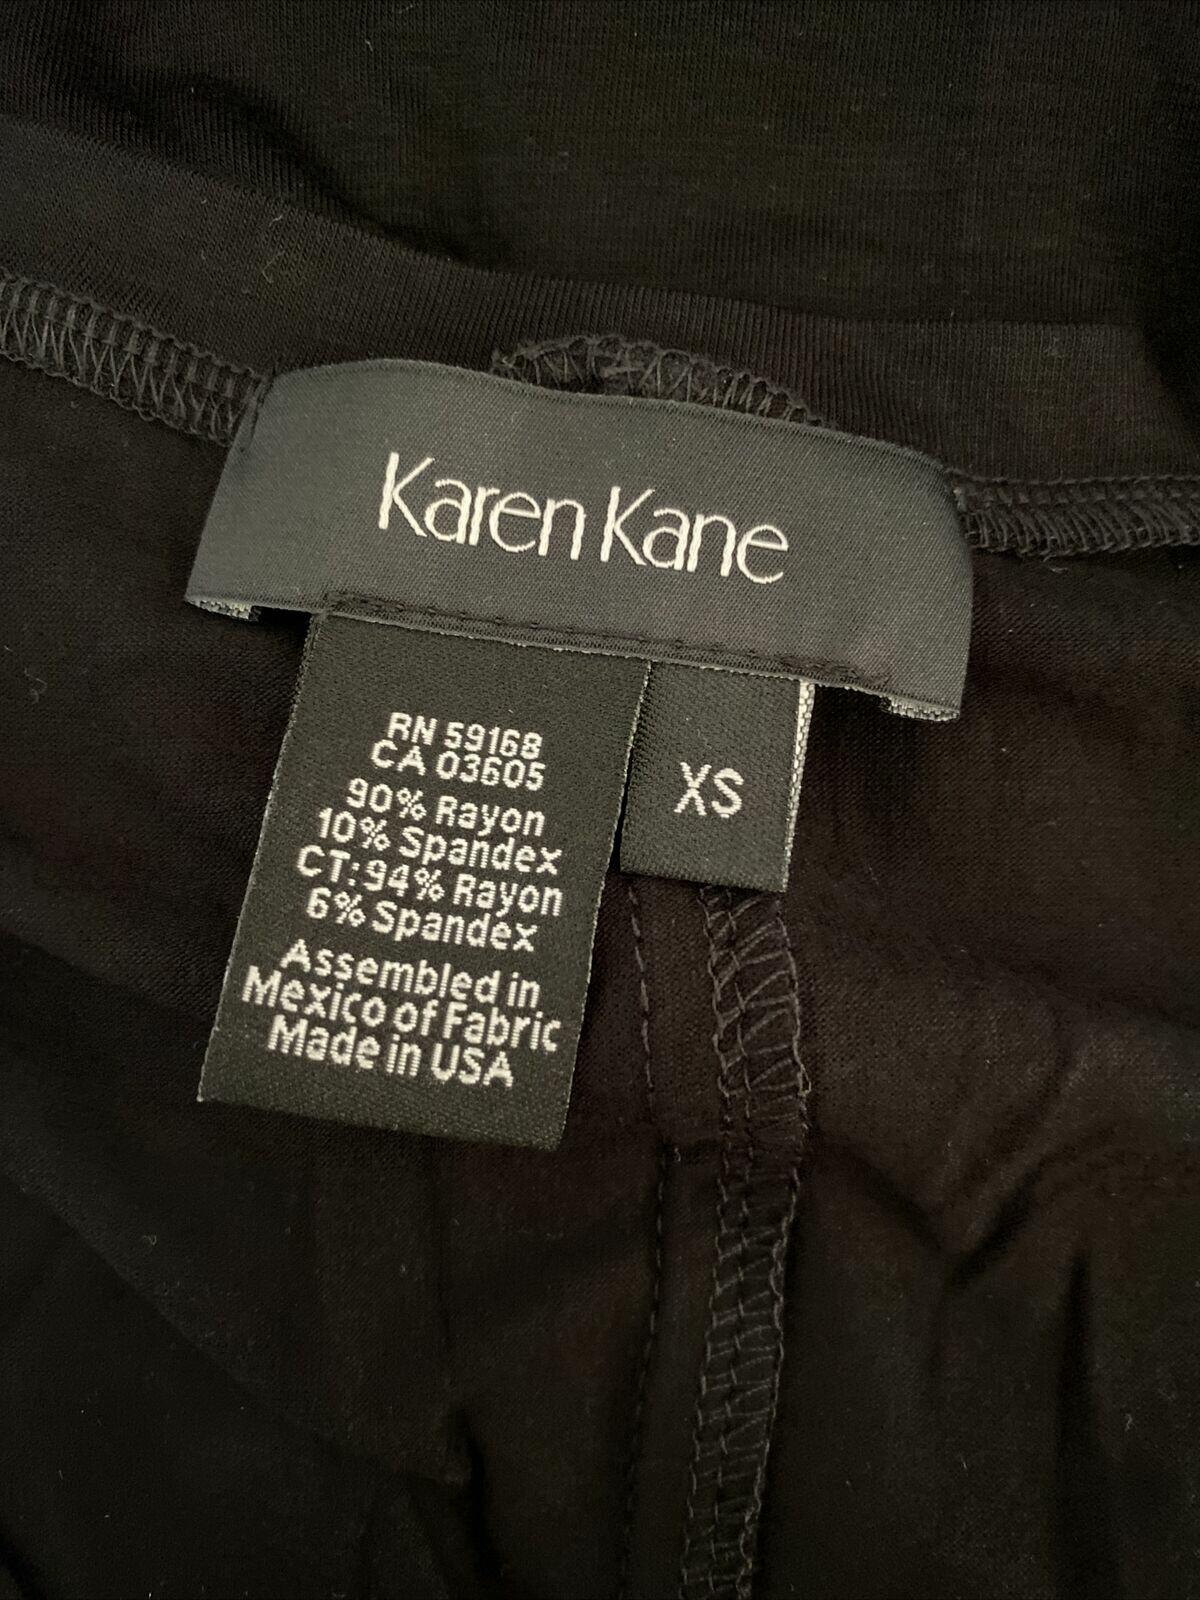 Karen Kane
RN 59168
CA 03605
90% Rayon
10% Spandex
CT:94% Rayon
6% Spandex
Assembled in
Mexico of Fabric
Made in USA
XS